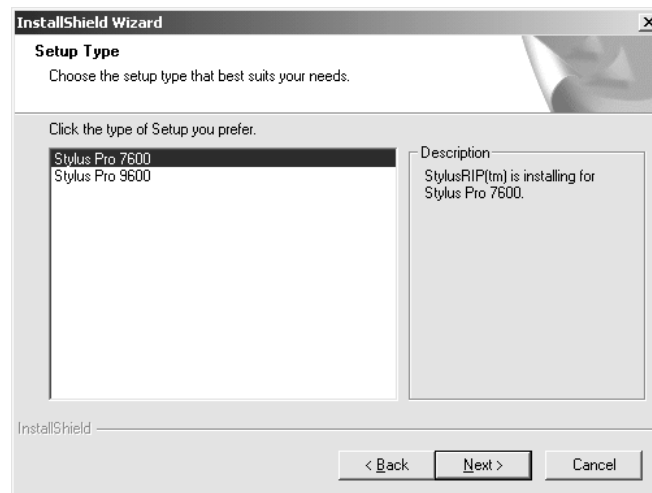 InstallShield Wizard
Setup Type
Choose the setup type that best suits your needs.
Click the type of Setup you prefer.
Stylus Pro 7600
Stylus Pro 9600
Description
StylusRIP(tm) is installing for
Stylus Pro 7600.
InstallShield
< Back
Next >
Cancel